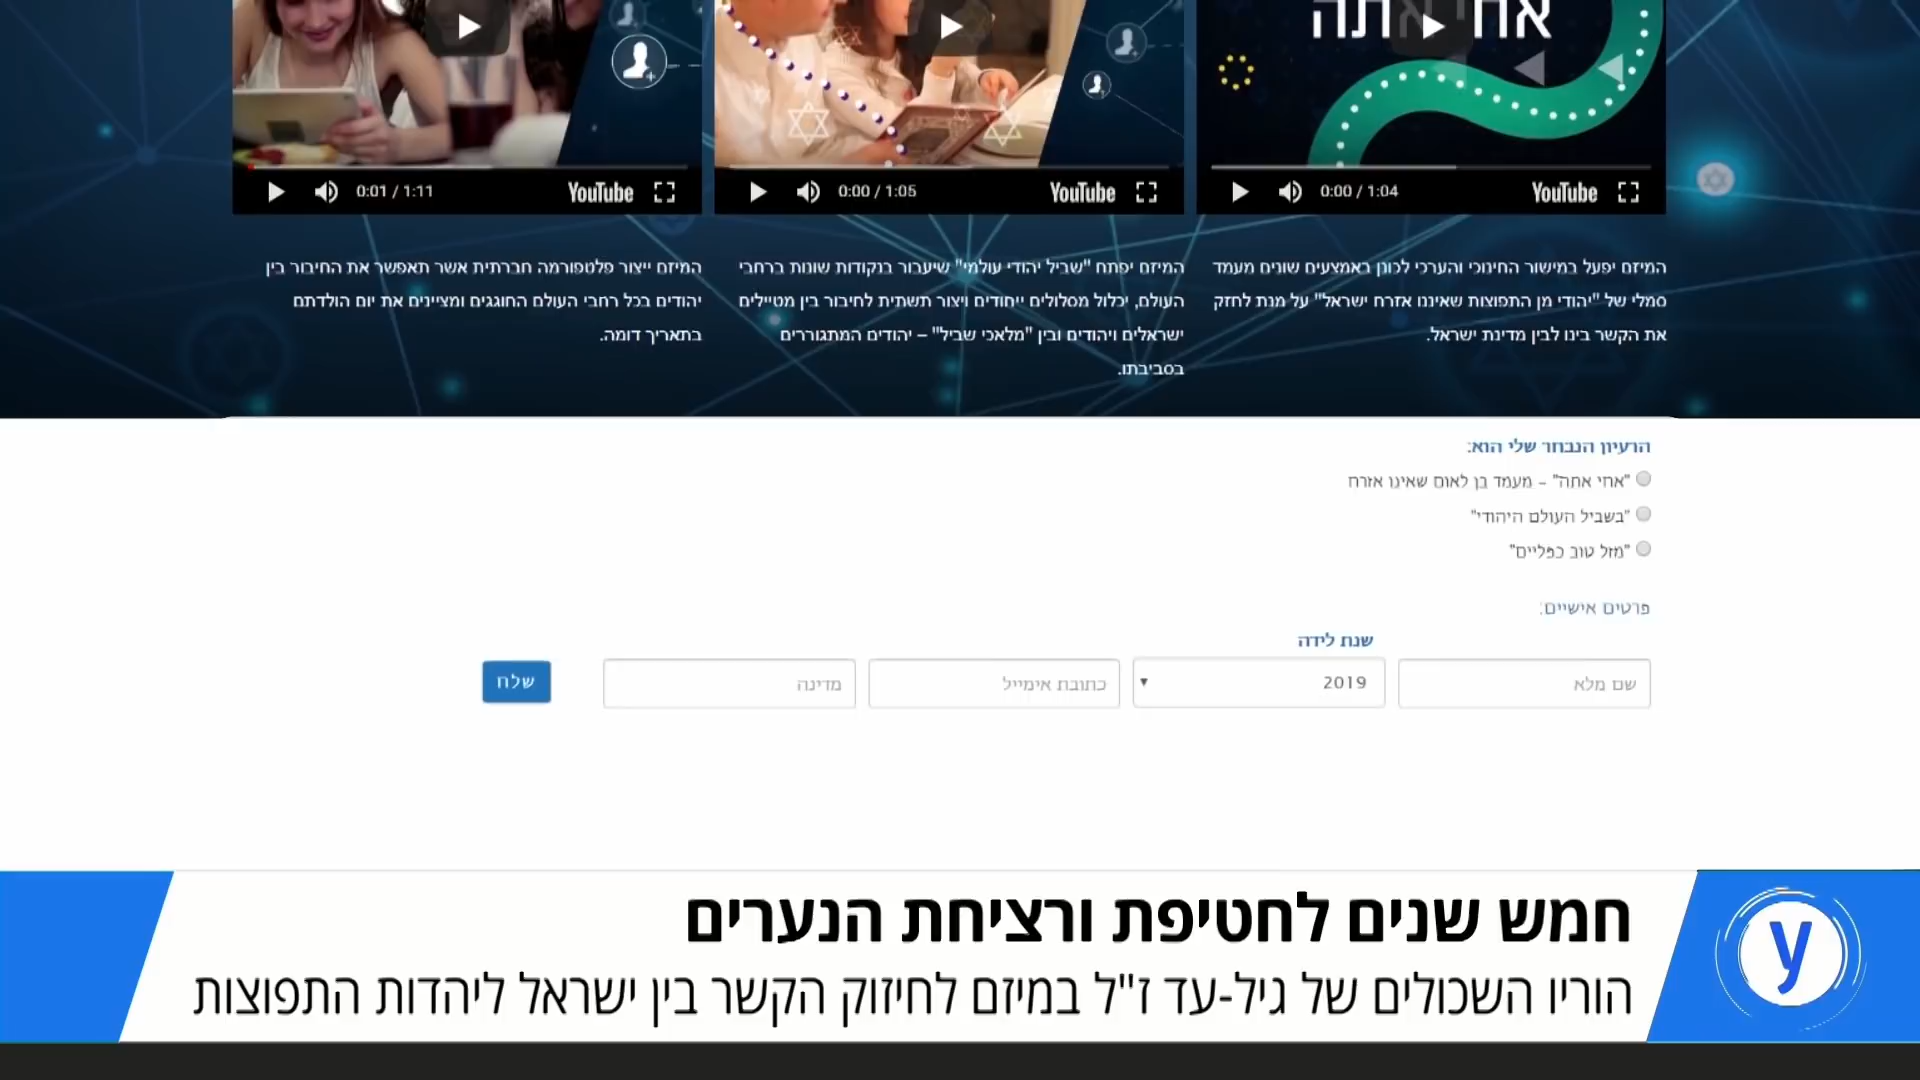 אחי אתה
0:00 / 1:04 YouTube
0:00 / 1:05 YouTube
0:01 / 1:11 YouTube
המיזם יפעל במישור החינוכי והערכי לכונן באמצעים שונים מעמד
סמלי של "יהודי מן התפוצות שאיננו אזרח ישראל" על מנת לחזק
את הקשר בינו לבין מדינת ישראל.
המיזם יפתח "שביל יהודי עולמי" שיעבור בנקודות שונות ברחבי
העולם, יכלול מסלולים ייחודים ויצור תשתית לחיבור בין מטיילים
ישראלים ויהודים ובין "מלאכי שביל" – יהודים המתגוררים
בסביבתו.
המיזם ייצור פלטפורמה חברתית אשר תאפשר את החיבור בין
יהודים בכל רחבי העולם החוגגים ומציינים את יום הולדתם
בתאריך דומה.
הרעיון הנבחר שלי הוא:
"אחי אתה" – מעמד בן לאום שאינו אזרח
"בשביל העולם היהודי"
"מזל טוב כפליים"
פרטים אישיים:
שנת לידה
שם מלא
2019
כתובת אימייל
מדינה
שלח
חמש שנים לחטיפת ורציחת הנערים
הוריו השכולים של גיל-עד ז"ל במיזם לחיזוק הקשר בין ישראל ליהדות התפוצות
y